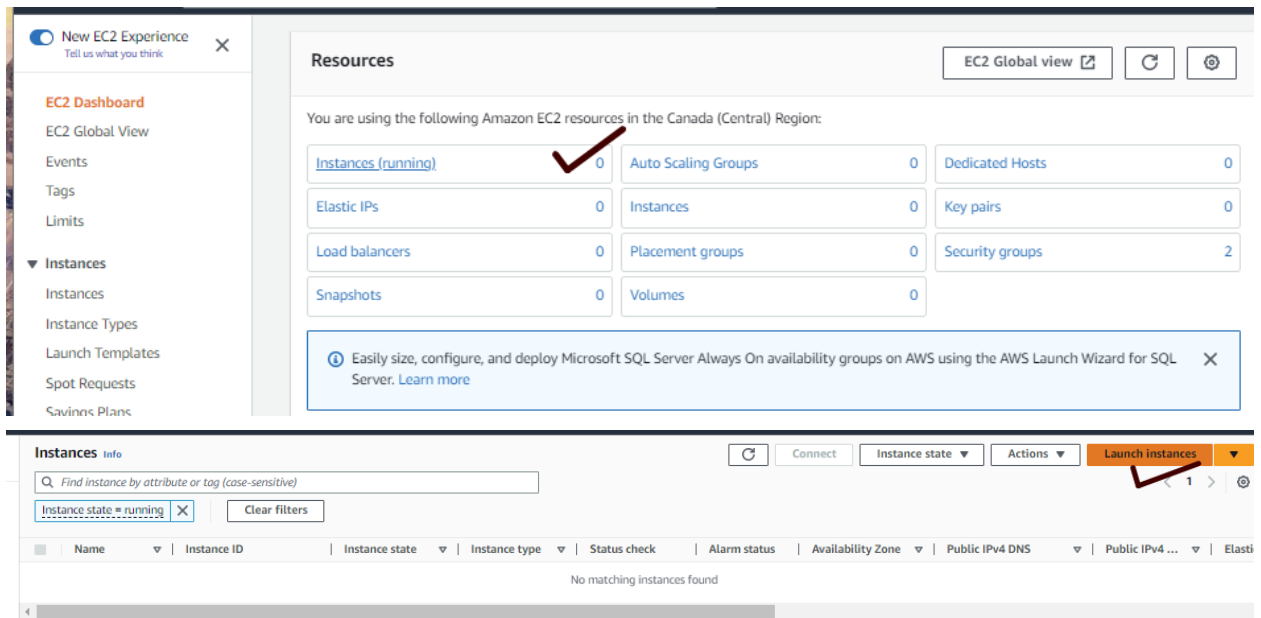 New EC2 Experience
Tell us what you think
EC2 Dashboard
EC2 Global View
Events
Tags
Limits
Instances
Instances
Instance Types
Launch Templates
Spot Requests
Savings Plans
Resources
EC2 Global view
You are using the following Amazon EC2 resources in the Canada (Central) Region:
Instances (running) 0 Auto Scaling Groups 0 Dedicated Hosts 0
Elastic IPs 0 Instances 0 Key pairs 0
Load balancers 0 Placement groups 0 Security groups 2
Snapshots 0 Volumes 0
Easily size, configure, and deploy Microsoft SQL Server Always On availability groups on AWS using the AWS Launch Wizard for SQL
Server. Learn more
Instances Info Connect Instance state Actions Launch instances
Find instance by attribute or tag (case-sensitive) 1
Instance state = running Clear filters
Name Instance ID Instance state Instance type Status check Alarm status Availability Zone Public IPv4 DNS Public IPv4 ... Elasti
No matching instances found